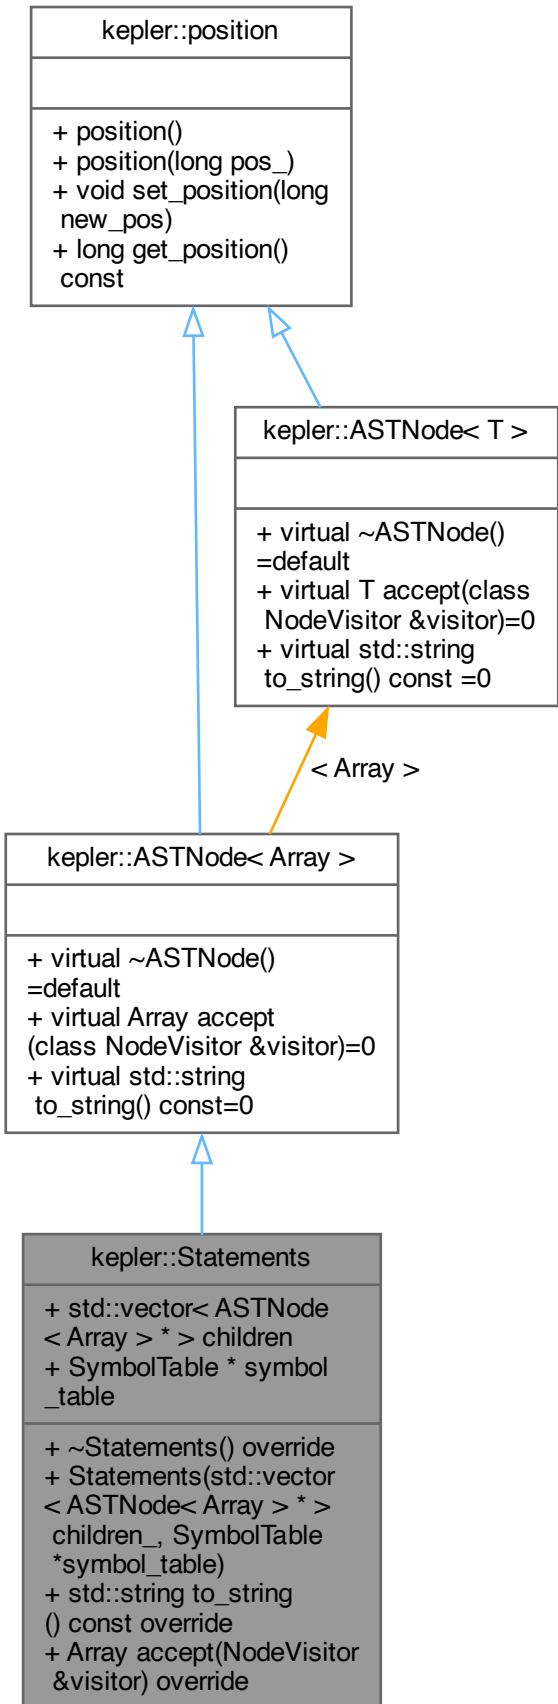 kepler::position
+ position()
+ position(long pos_)
+ void set_position(long
new_pos)
+ long get_position()
const
kepler::ASTNode< T >
+ virtual ~ASTNode()
=default
+ virtual T accept(class
NodeVisitor &visitor)=0
+ virtual std::string
to_string() const =0
< Array >
kepler::ASTNode< Array >
+ virtual ~ASTNode()
=default
+ virtual Array accept
(class NodeVisitor &visitor)=0
+ virtual std::string
to_string() const=0
kepler::Statements
+ std::vector< ASTNode
< Array > * > children
+ SymbolTable * symbol
_table
+ ~Statements() override
+ Statements(std::vector
< ASTNode< Array > * >
children_, SymbolTable
*symbol_table)
+ std::string to_string
() const override
+ Array accept(NodeVisitor
&visitor) override